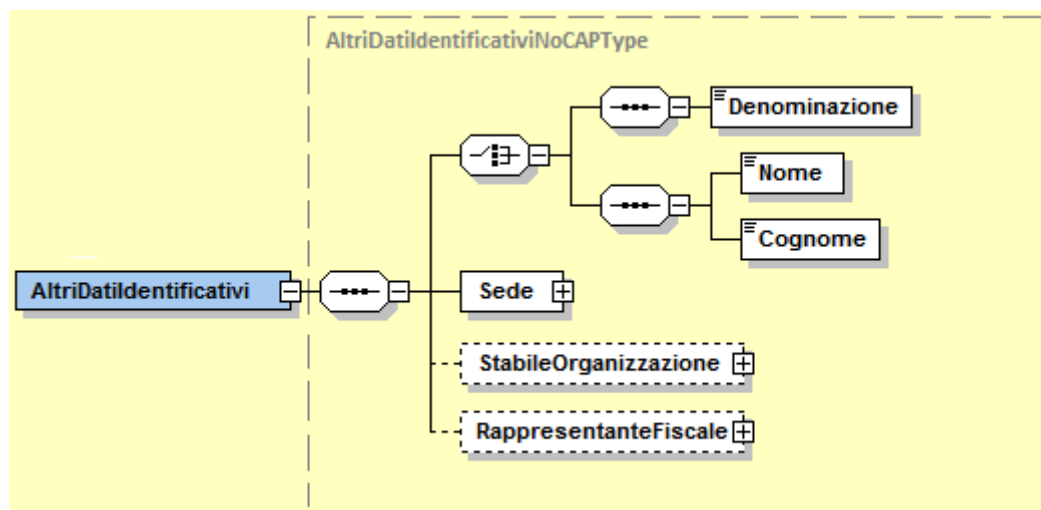 AltriDatiIdentificativiNoCAPType
Denominazione
Nome
Cognome
AltriDatiIdentificativi
Sede
StabileOrganizzazione
RappresentanteFiscale